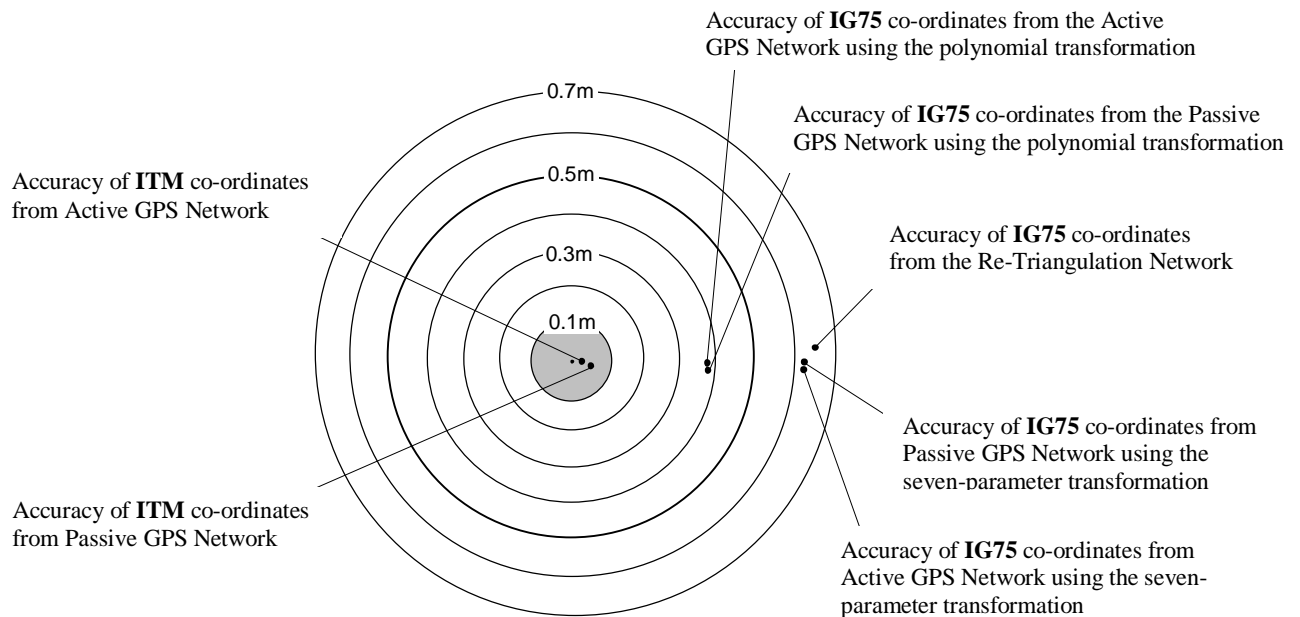 Accuracy of IG75 co-ordinates from the Active
GPS Network using the polynomial transformation
0.7m
Accuracy of IG75 co-ordinates from the Passive
GPS Network using the polynomial transformation
Accuracy of ITM co-ordinates
from Active GPS Network
0.5m
Accuracy of IG75 co-ordinates
from the Re-Triangulation Network
0.3m
0.1m
Accuracy of IG75 co-ordinates from
Passive GPS Network using the
seven-parameter transformation
Accuracy of ITM co-ordinates
from Passive GPS Network
Accuracy of IG75 co-ordinates from
Active GPS Network using the seven-
parameter transformation